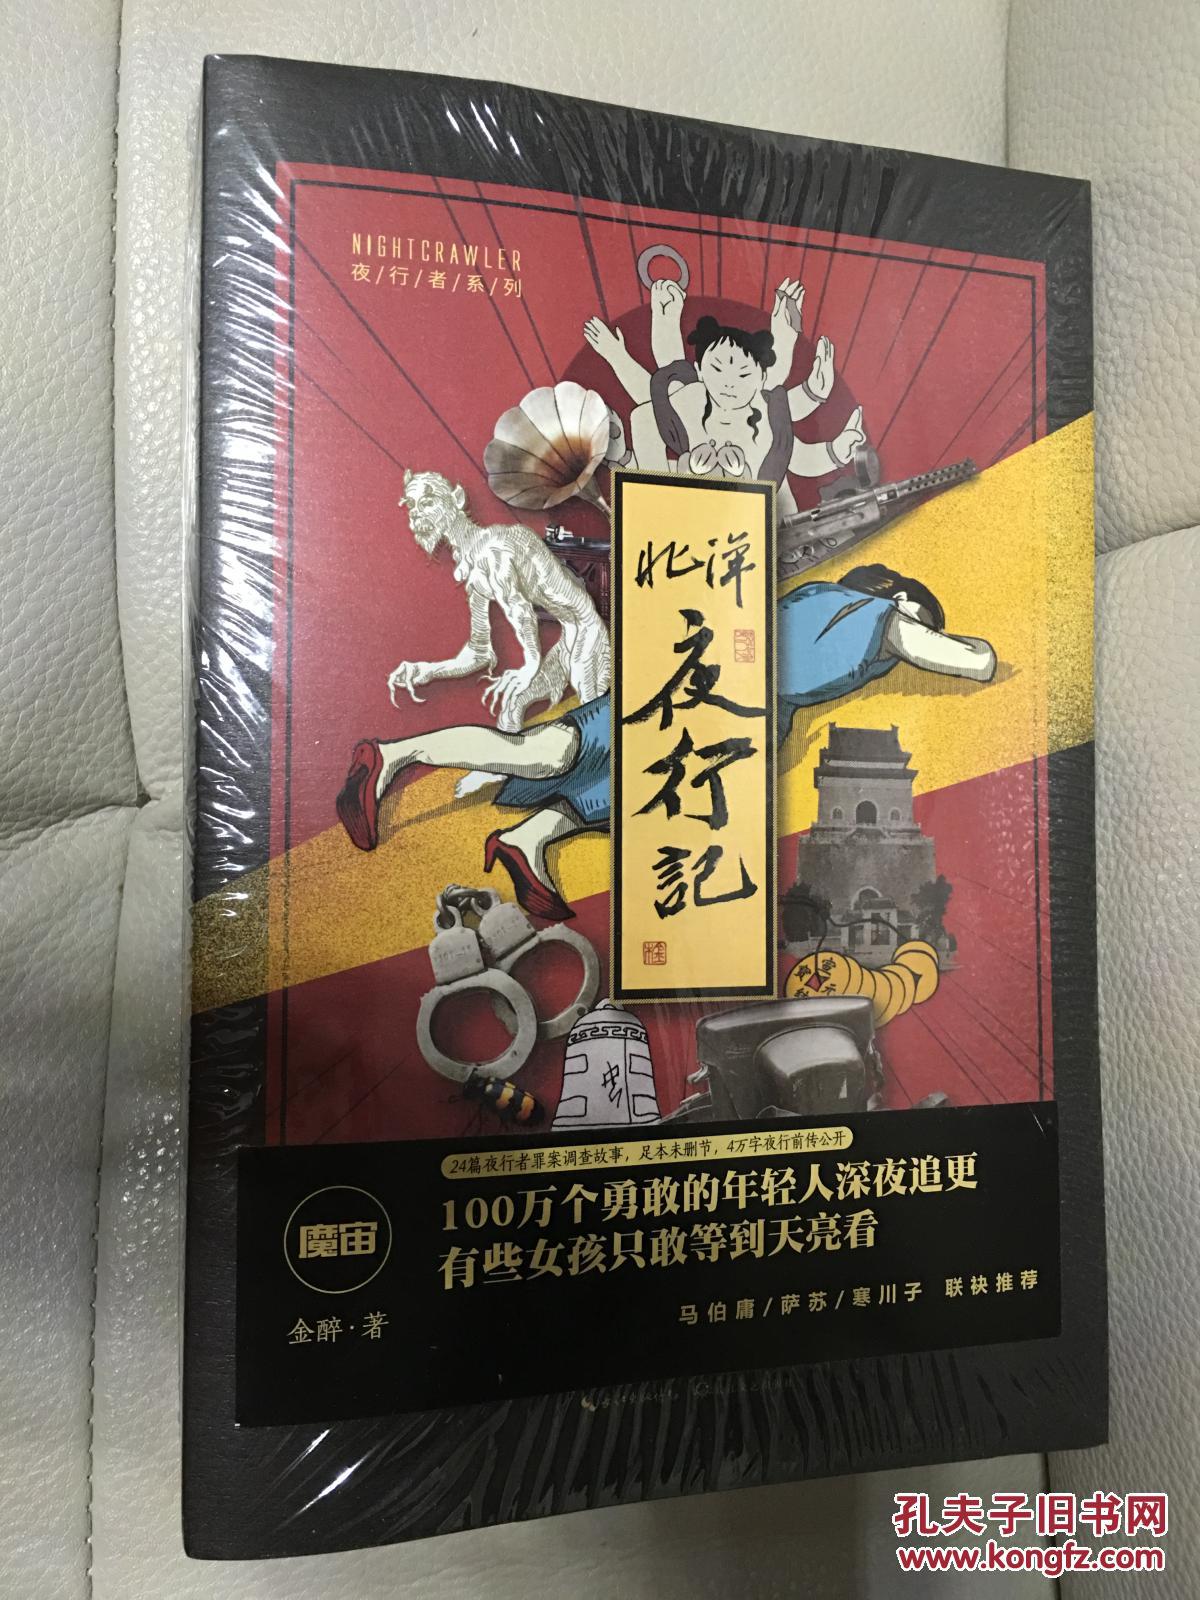 NIGHTCRAWLER
夜/行/者/系/列
北洋
夜行記
24篇夜行者罪案调查故事，足本未删节，4万字夜行前传公开
100万个勇敢的年轻人深夜追更
有些女孩只敢等到天亮看
魔宙
金醉·著
马伯庸/萨苏/寒川子 联袂推荐
孔夫子旧书网
www.kongfz.com